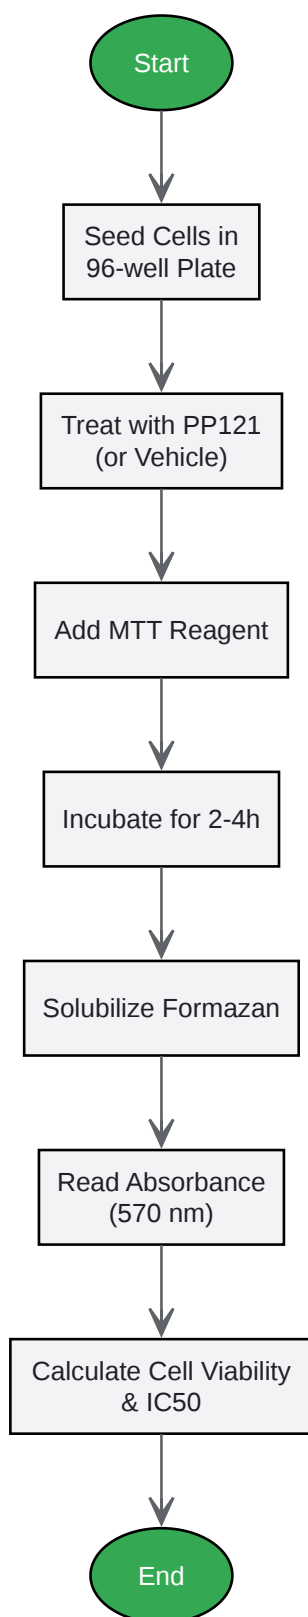 Start
Seed Cells in
96-well Plate
Treat with PP121
(or Vehicle)
Add MTT Reagent
Incubate for 2-4h
Solubilize Formazan
Read Absorbance
(570 nm)
Calculate Cell Viability
& IC50
End